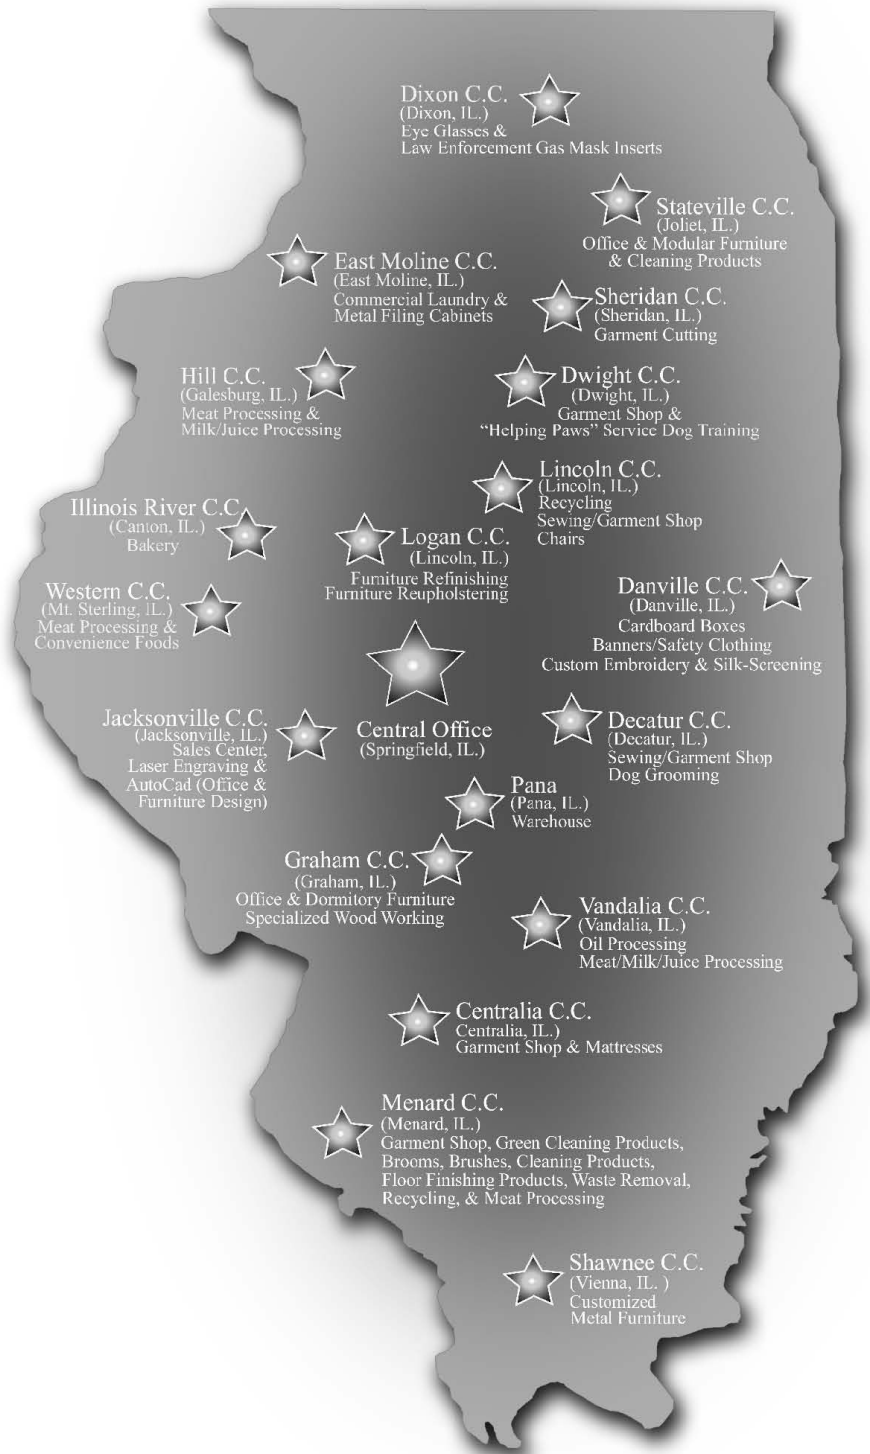 Dixon C.C.
(Dixon, IL.)
Eye Glasses &
Law Enforcement Gas Mask Inserts
Stateville C.C.
(Joliet, IL.)
Office & Modular Furniture
& Cleaning Products
East Moline C.C.
(East Moline, IL.)
Commercial Laundry &
Metal Filing Cabinets
Sheridan C.C.
(Sheridan, IL.)
Garment Cutting
Hill C.C.
(Galesburg, IL.)
Meat Processing &
Milk/Juice Processing
Dwight C.C.
(Dwight, IL.)
Garment Shop &
“Helping Paws” Service Dog Training
Lincoln C.C.
(Lincoln, IL.)
Recycling
Sewing/Garment Shop
Chairs
Illinois River C.C.
(Canton, IL.)
Bakery
Logan C.C.
(Lincoln, IL.)
Furniture Refinishing
Furniture Reupholstering
Western C.C.
(Mt. Sterling, IL.)
Meat Processing &
Convenience Foods
Danville C.C.
(Danville, IL.)
Cardboard Boxes
Banners/Safety Clothing
Custom Embroidery & Silk-Screening
Central Office
(Springfield, IL.)
Jacksonville C.C.
(Jacksonville, IL.)
Sales Center,
Laser Engraving &
AutoCad (Office &
Furniture Design)
Decatur C.C.
(Decatur, IL.)
Sewing/Garment Shop
Dog Grooming
Pana
(Pana, IL.)
Warehouse
Graham C.C.
(Graham, IL.)
Office & Dormitory Furniture
Specialized Wood Working
Vandalia C.C.
(Vandalia, IL.)
Oil Processing
Meat/Milk/Juice Processing
Centralia C.C.
Centralia, IL.)
Garment Shop & Mattresses
Menard C.C.
(Menard, IL.)
Garment Shop, Green Cleaning Products,
Brooms, Brushes, Cleaning Products,
Floor Finishing Products, Waste Removal,
Recycling, & Meat Processing
Shawnee C.C.
(Vienna, IL. )
Customized
Metal Furniture